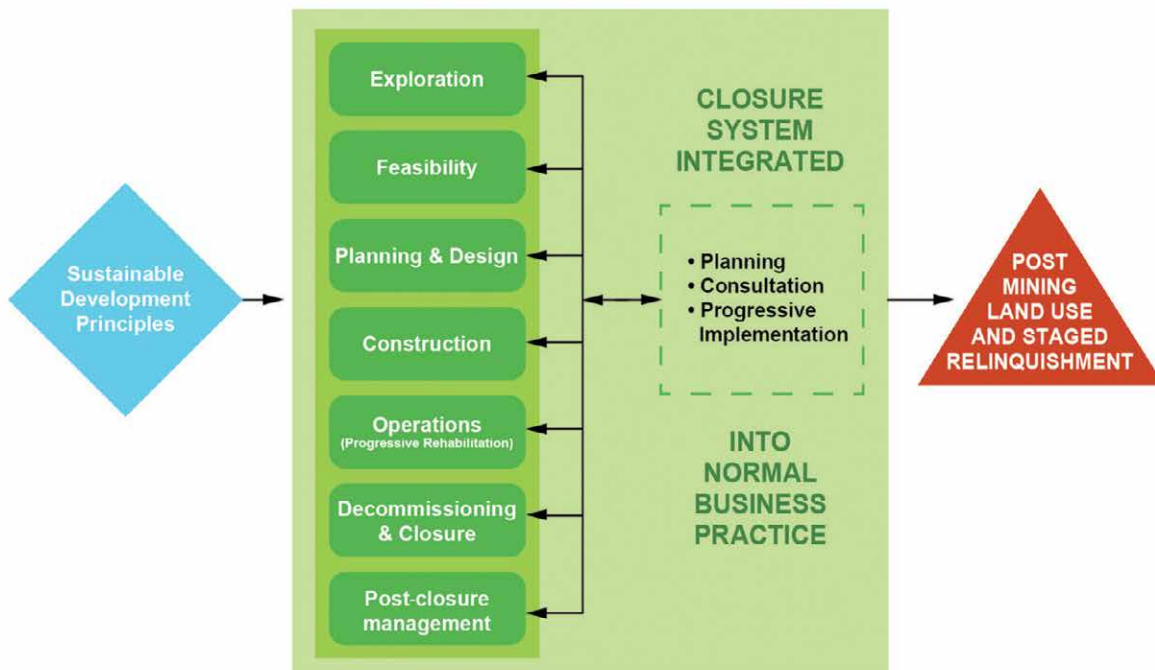 Sustainable
Development
Principles
Exploration
Feasibility
Planning & Design
Construction
Operations
(Progressive Rehabilitation)
Decommissioning
& Closure
Post-closure
management
CLOSURE
SYSTEM
INTEGRATED
• Planning
• Consultation
• Progressive
Implementation
INTO
NORMAL
BUSINESS
PRACTICE
POST
MINING
LAND USE
AND STAGED
RELINQUISHMENT